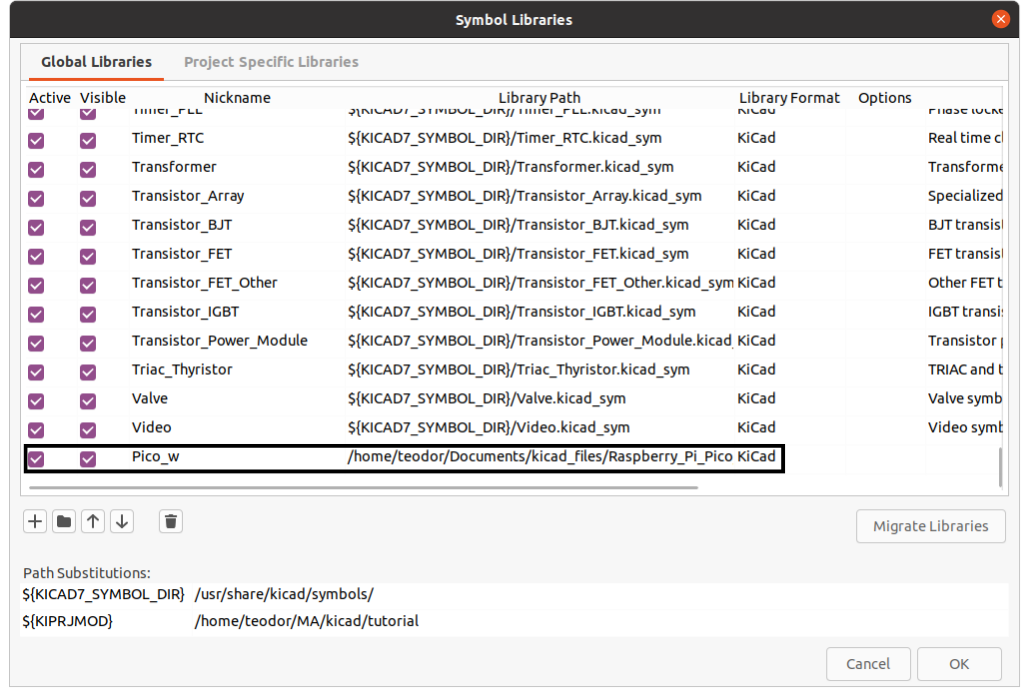 Symbol Libraries
Global Libraries Project Specific Libraries
Active Visible Nickname Library Path Library Format Options
Timer_PLL ${KICAD7_SYMBOL_DIR}/Timer_PLL.kicad_sym KiCad Phase locke
Timer_RTC ${KICAD7_SYMBOL_DIR}/Timer_RTC.kicad_sym KiCad Real time cl
Transformer ${KICAD7_SYMBOL_DIR}/Transformer.kicad_sym KiCad Transforme
Transistor_Array ${KICAD7_SYMBOL_DIR}/Transistor_Array.kicad_sym KiCad Specialized
Transistor_BJT ${KICAD7_SYMBOL_DIR}/Transistor_BJT.kicad_sym KiCad BJT transist
Transistor_FET ${KICAD7_SYMBOL_DIR}/Transistor_FET.kicad_sym KiCad FET transist
Transistor_FET_Other ${KICAD7_SYMBOL_DIR}/Transistor_FET_Other.kicad_sym KiCad Other FET t
Transistor_IGBT ${KICAD7_SYMBOL_DIR}/Transistor_IGBT.kicad_sym KiCad IGBT transis
Transistor_Power_Module ${KICAD7_SYMBOL_DIR}/Transistor_Power_Module.kicad_ KiCad Transistor p
Triac_Thyristor ${KICAD7_SYMBOL_DIR}/Triac_Thyristor.kicad_sym KiCad TRIAC and t
Valve ${KICAD7_SYMBOL_DIR}/Valve.kicad_sym KiCad Valve symb
Video ${KICAD7_SYMBOL_DIR}/Video.kicad_sym KiCad Video symb
Pico_w /home/teodor/Documents/kicad_files/Raspberry_Pi_Pico KiCad
Migrate Libraries
Path Substitutions:
${KICAD7_SYMBOL_DIR} /usr/share/kicad/symbols/
${KIPRJMOD} /home/teodor/MA/kicad/tutorial
Cancel OK